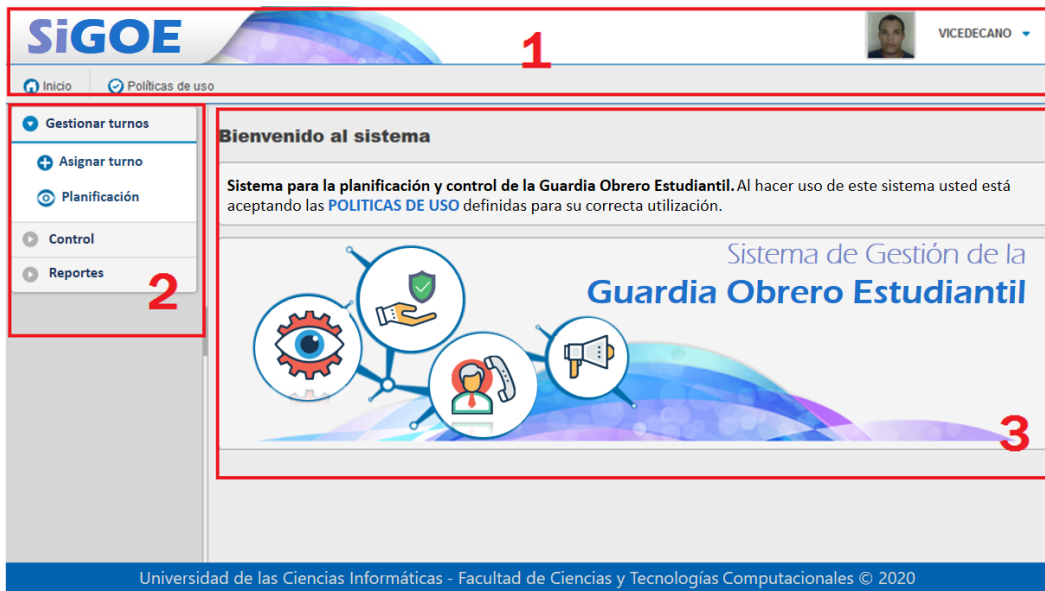 SiGOE
1
VICEDECANO
Inicio
Políticas de uso
Gestionar turnos
Asignar turno
Planificación
Control
Reportes
2
Bienvenido al sistema
Sistema para la planificación y control de la Guardia Obrero Estudiantil. Al hacer uso de este sistema usted está
aceptando las POLITICAS DE USO definidas para su correcta utilización.
Sistema de Gestión de la
Guardia Obrero Estudiantil
3
Universidad de las Ciencias Informáticas - Facultad de Ciencias y Tecnologías Computacionales © 2020